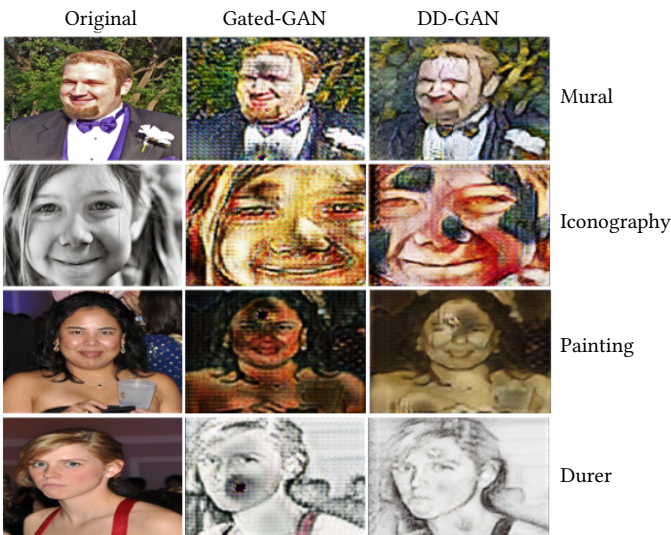 Original Gated-GAN DD-GAN
Mural
Iconography
Painting
Durer